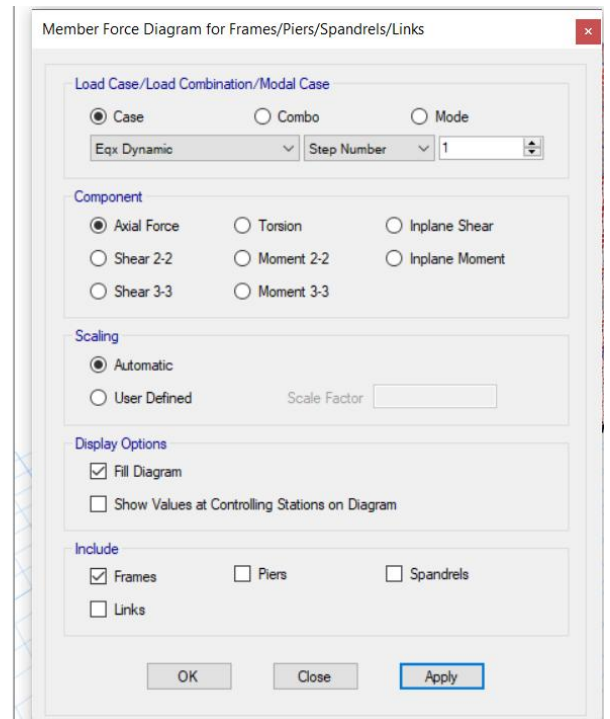 Member Force Diagram for Frames/Piers/Spandrels/Links
Load Case/Load Combination/Modal Case
Case Combo Mode
Eqx Dynamic Step Number 1
Component
Axial Force Torsion Inplane Shear
Shear 2-2 Moment 2-2 Inplane Moment
Shear 3-3 Moment 3-3
Scaling
Automatic
User Defined Scale Factor
Display Options
Fill Diagram
Show Values at Controlling Stations on Diagram
Include
Frames Piers Spandrels
Links
OK Close Apply